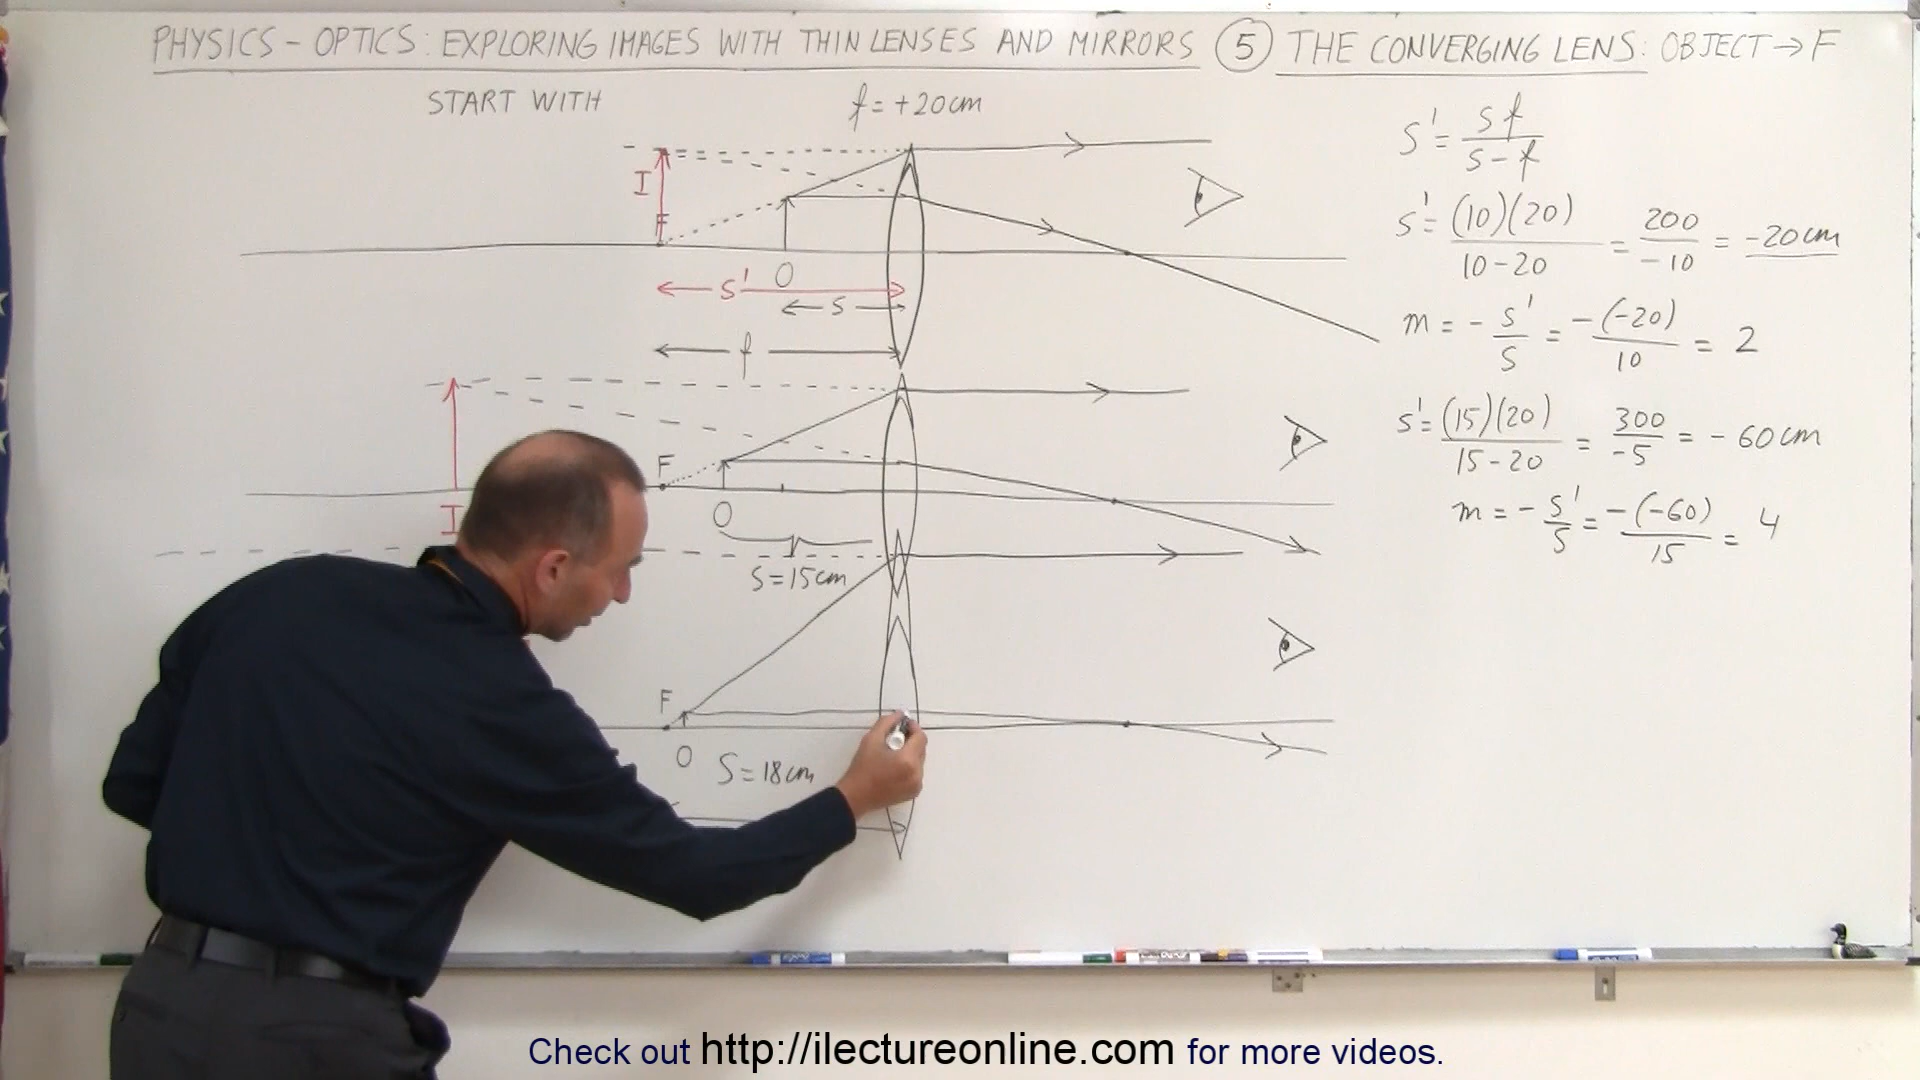 PHYSICS - OPTICS: EXPLORING IMAGES WITH THIN LENSES AND MIRRORS (5) THE CONVERGING LENS: OBJECT → F
START WITH
f = +20cm
I
F
O
S'
S
f
F
O
I
S = 15cm
F
O
S = 18cm
S' = Sf / S - f
S' = (10)(20) / 10 - 20 = 200 / -10 = -20cm
m = - S' / S = -(-20) / 10 = 2
S' = (15)(20) / 15 - 20 = 300 / -5 = -60cm
m = - S' / S = -(-60) / 15 = 4
Check out http://ilectureonline.com for more videos.